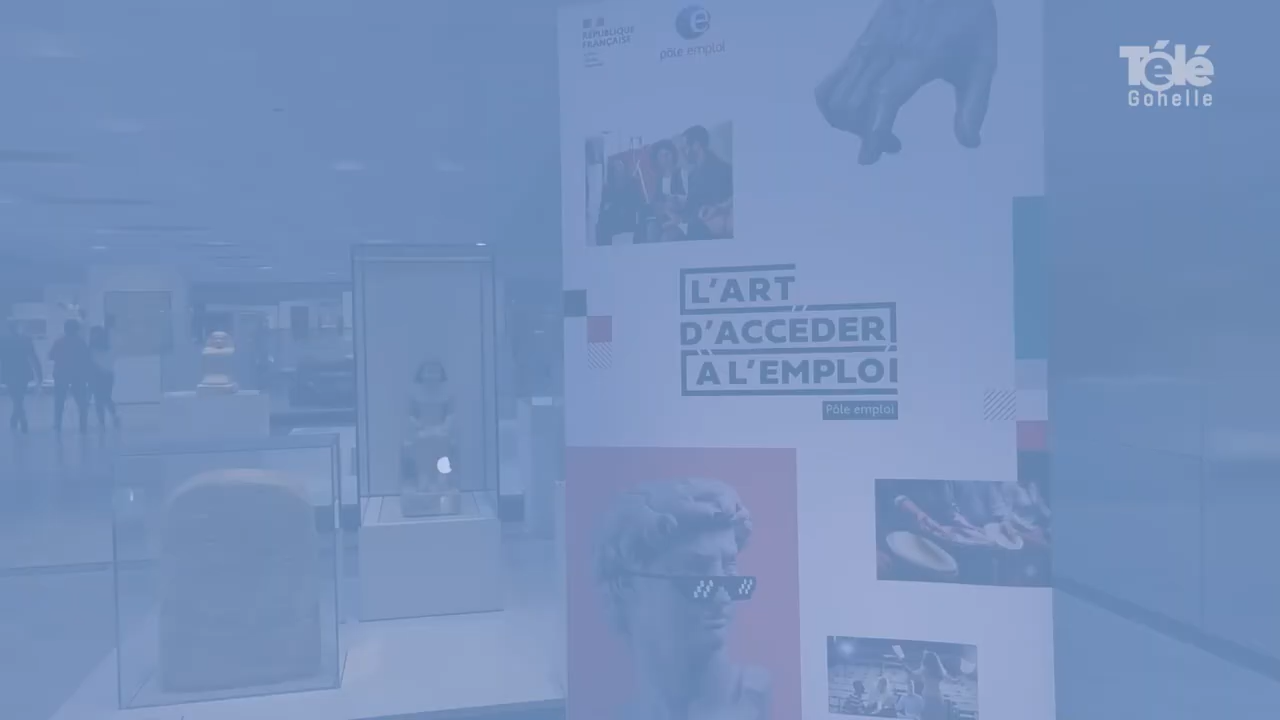 RÉPUBLIQUE
FRANÇAISE
pôle emploi
Télé
Gohelle
L'ART
D'ACCÉDER
À L'EMPLOI
Pôle emploi